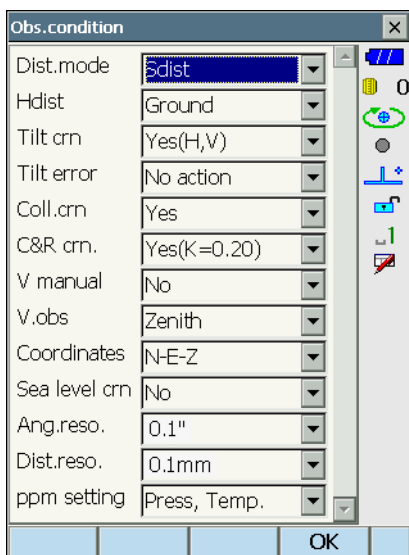 Obs.condition
Dist.mode Sdist
Hdist Ground 0
Tilt crn Yes(H,V)
Tilt error No action
Coll.crn Yes
C&R crn. Yes(K=0.20) 1
V manual No
V.obs Zenith
Coordinates N-E-Z
Sea level crn No
Ang.reso. 0.1"
Dist.reso. 0.1mm
ppm setting Press, Temp.
OK